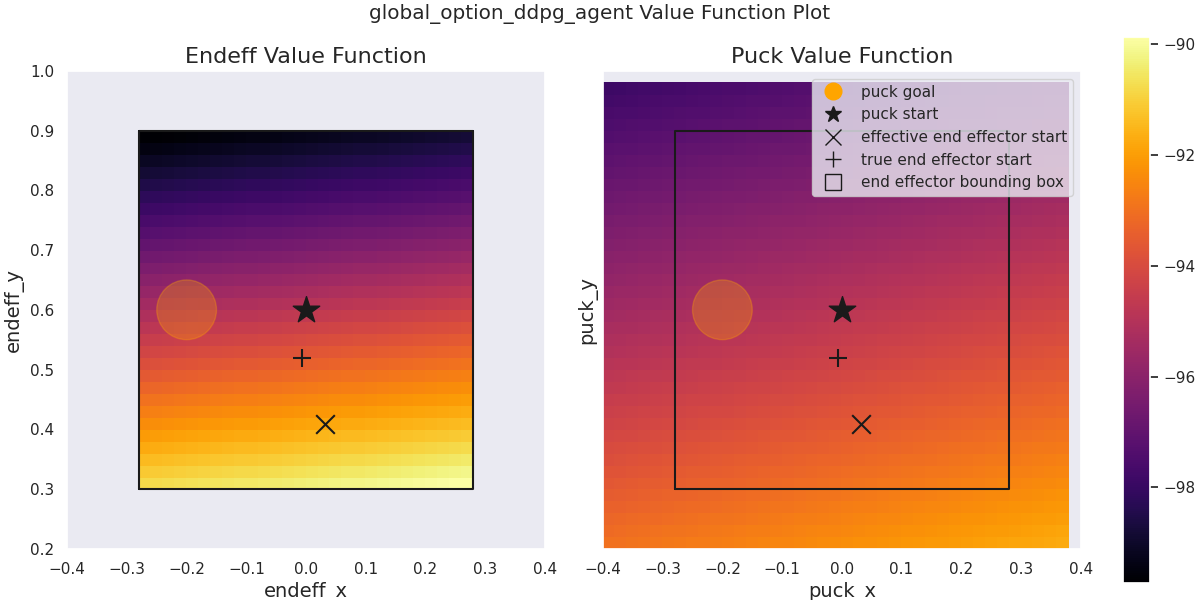 global_option_ddpg_agent Value Function Plot
Endeff Value Function
1.0
0.9
0.8
0.7
0.6
0.5
0.4
0.3
0.2
endeff_y
−0.4 −0.3 −0.2 −0.1 0.0 0.1 0.2 0.3 0.4
endeff_x
Puck Value Function
puck goal
puck start
effective end effector start
true end effector start
end effector bounding box
puck_y
−0.4 −0.3 −0.2 −0.1 0.0 0.1 0.2 0.3 0.4
puck_x
−90
−92
−94
−96
−98